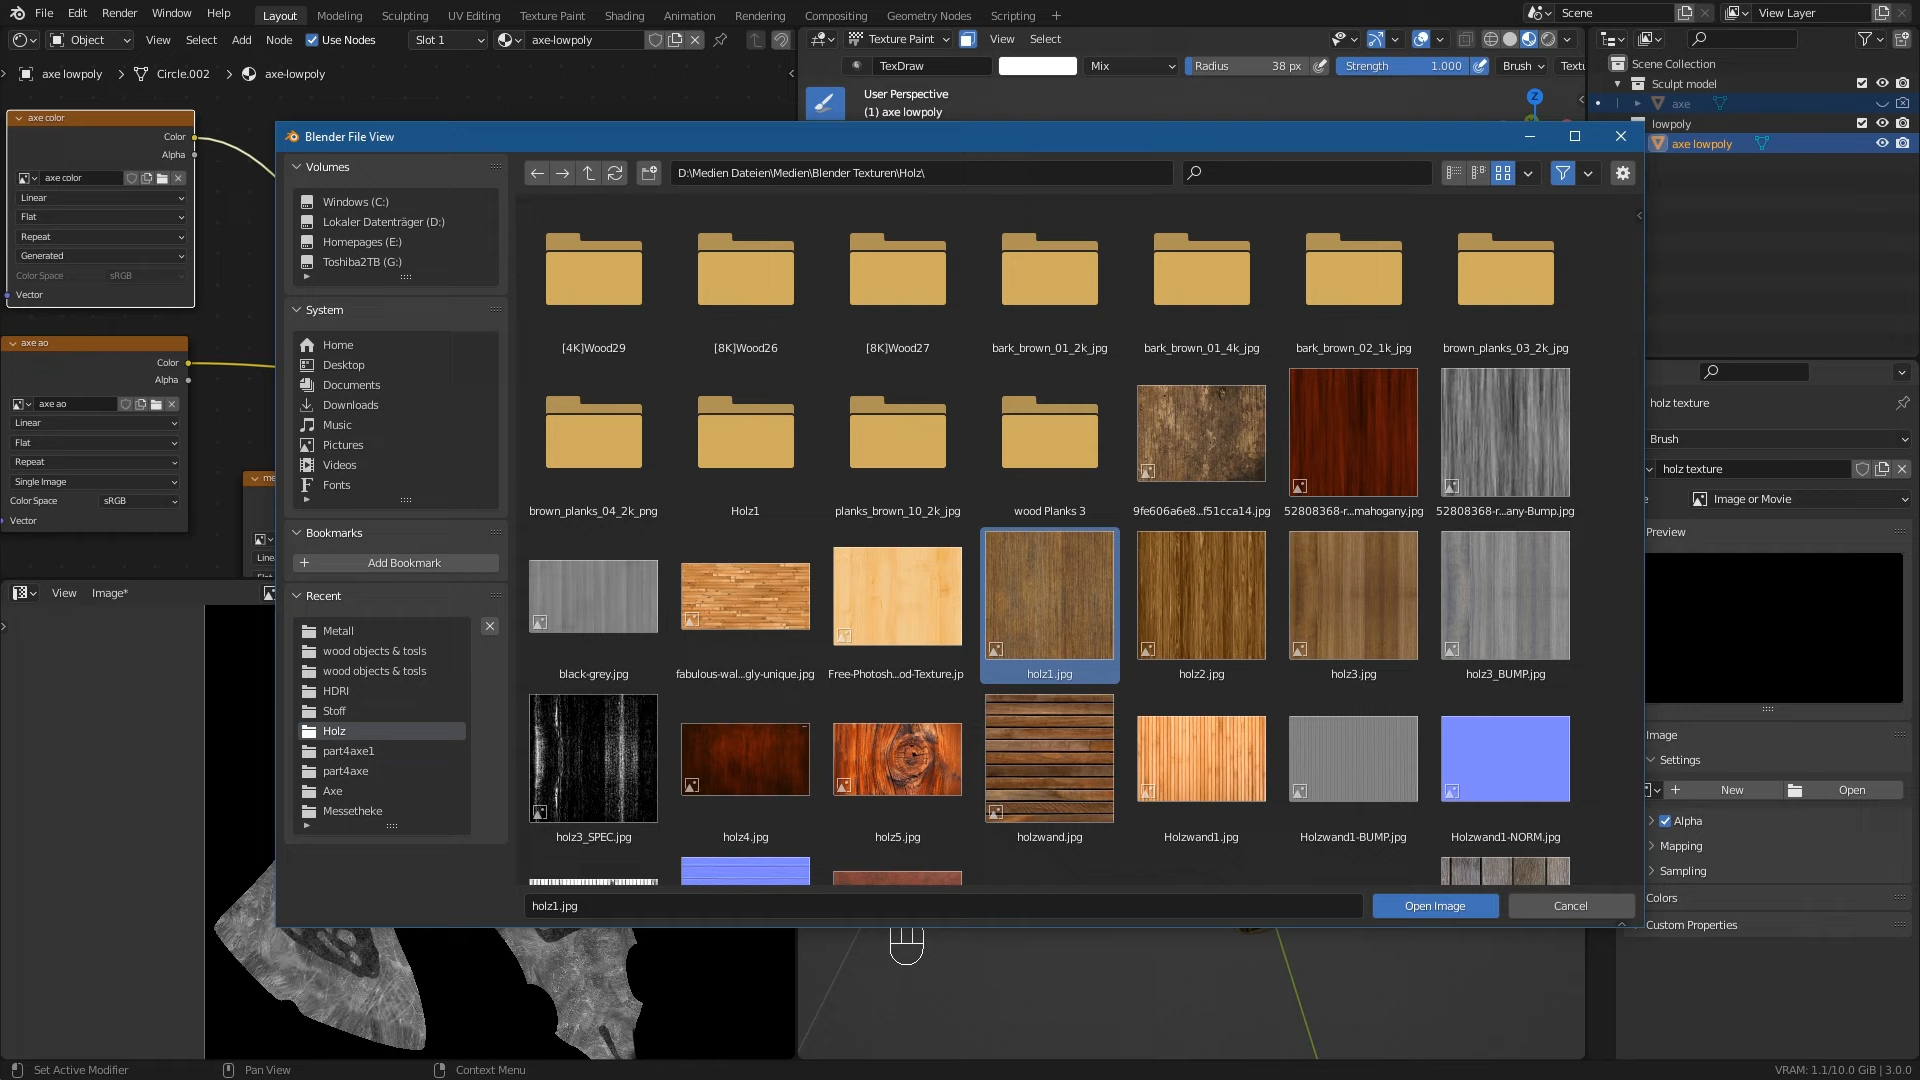 File Edit Render Window Help Layout Modeling Sculpting UV Editing Texture Paint Shading Animation Rendering Compositing Geometry Nodes Scripting + Scene View Layer
Object View Select Add Node Use Nodes Slot 1 axe-lowpoly Texture Paint View Select
axe lowpoly > Circle.002 > axe-lowpoly
TexDraw Mix Radius 38 px Strength 1.000 Brush Textu
User Perspective
(1) axe lowpoly
Z
Scene Collection
Sculpt model
axe
lowpoly
axe lowpoly
axe color
Color
Alpha
axe color
Linear
Flat
Repeat
Generated
Color Space sRGB
Vector
axe ao
Color
Alpha
axe ao
Linear
Flat
Repeat
Single Image
Color Space sRGB
Vector
me
Linea
View Image*
Blender File View
Volumes
Windows (C:)
Lokaler Datenträger (D:)
Homepages (E:)
Toshiba2TB (G:)
System
Home
Desktop
Documents
Downloads
Music
Pictures
Videos
Fonts
Bookmarks
+ Add Bookmark
Recent
Metall
wood objects & tosls
wood objects & tosls
HDRI
Stoff
Holz
part4axe1
part4axe
Axe
Messetheke
D:\Medien Dateien\Medien\Blender Texturen\Holz\
[4K]Wood29 [8K]Wood26 [8K]Wood27 bark_brown_01_2k_jpg bark_brown_01_4k_jpg bark_brown_02_1k_jpg brown_planks_03_2k_jpg
brown_planks_04_2k_png Holz1 planks_brown_10_2k_jpg wood Planks 3 9fe606a6e8...f51cca14.jpg 52808368-r...mahogany.jpg 52808368-r...any-Bump.jpg
black-grey.jpg fabulous-wal...gly-unique.jpg Free-Photosh...od-Texture.jp holz1.jpg holz2.jpg holz3.jpg holz3_BUMP.jpg
holz3_SPEC.jpg holz4.jpg holz5.jpg holzwand.jpg Holzwand1.jpg Holzwand1-BUMP.jpg Holzwand1-NORM.jpg
holz1.jpg Open Image Cancel
holz texture
Brush
holz texture
e Image or Movie
Preview
Image
Settings
+ New Open
Alpha
Mapping
Sampling
Colors
Custom Properties
Set Active Modifier Pan View Context Menu VRAM: 1.1/10.0 GiB | 3.0.0